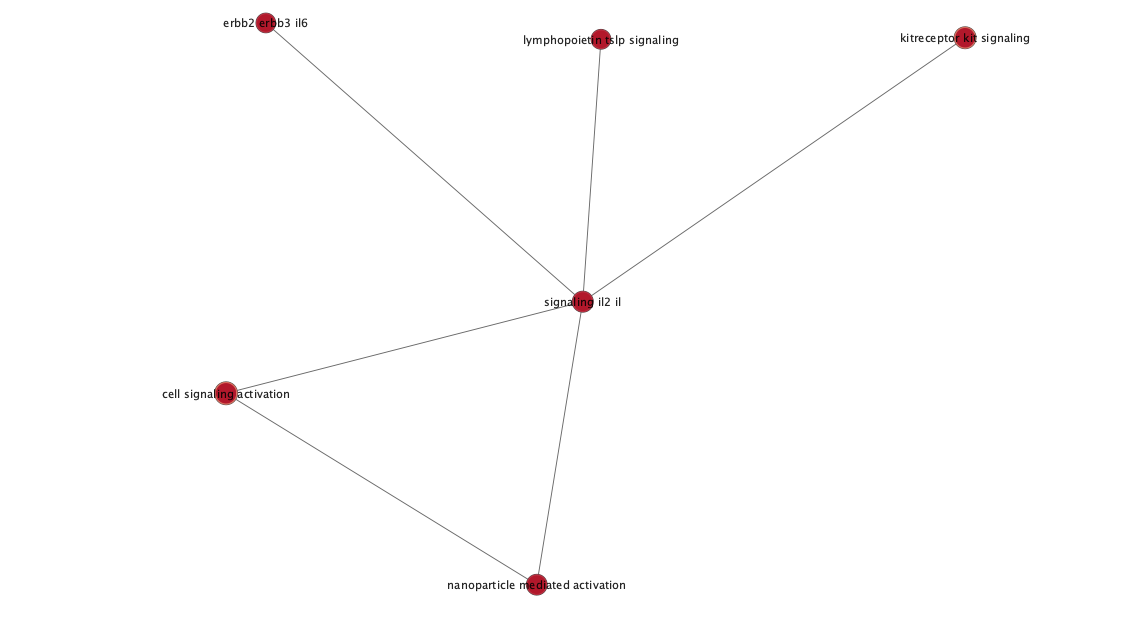 erbb2 erbb3 il6
lymphopoietin tslp signaling
kitreceptor kit signaling
signaling il2 il
cell signaling activation
nanoparticle mediated activation